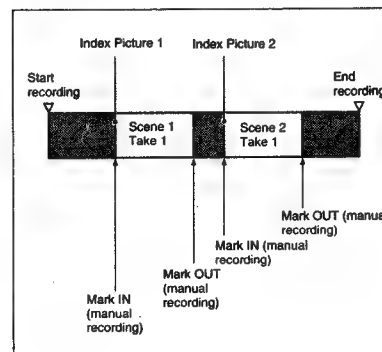 Index Picture 1
Index Picture 2
Start
recording
End
recording
Scene 1
Take 1
Scene 2
Take 1
Mark OUT (manual
recording)
Mark IN (manual
recording)
Mark OUT
(manual
recording)
Mark IN
(manual
recording)